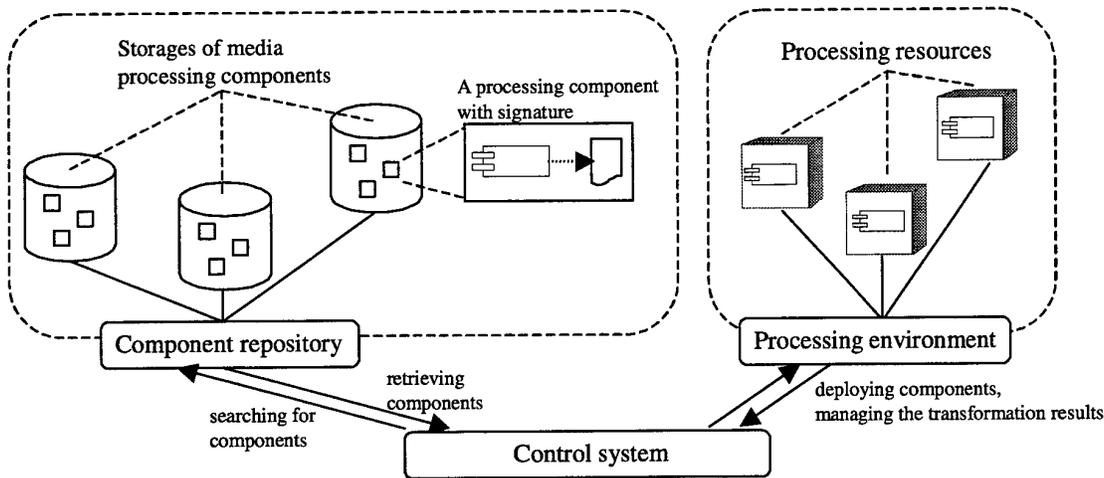 Storages of media
processing components
A processing component
with signature
Processing resources
Component repository
Processing environment
retrieving
components
searching for
components
deploying components,
managing the transformation results
Control system